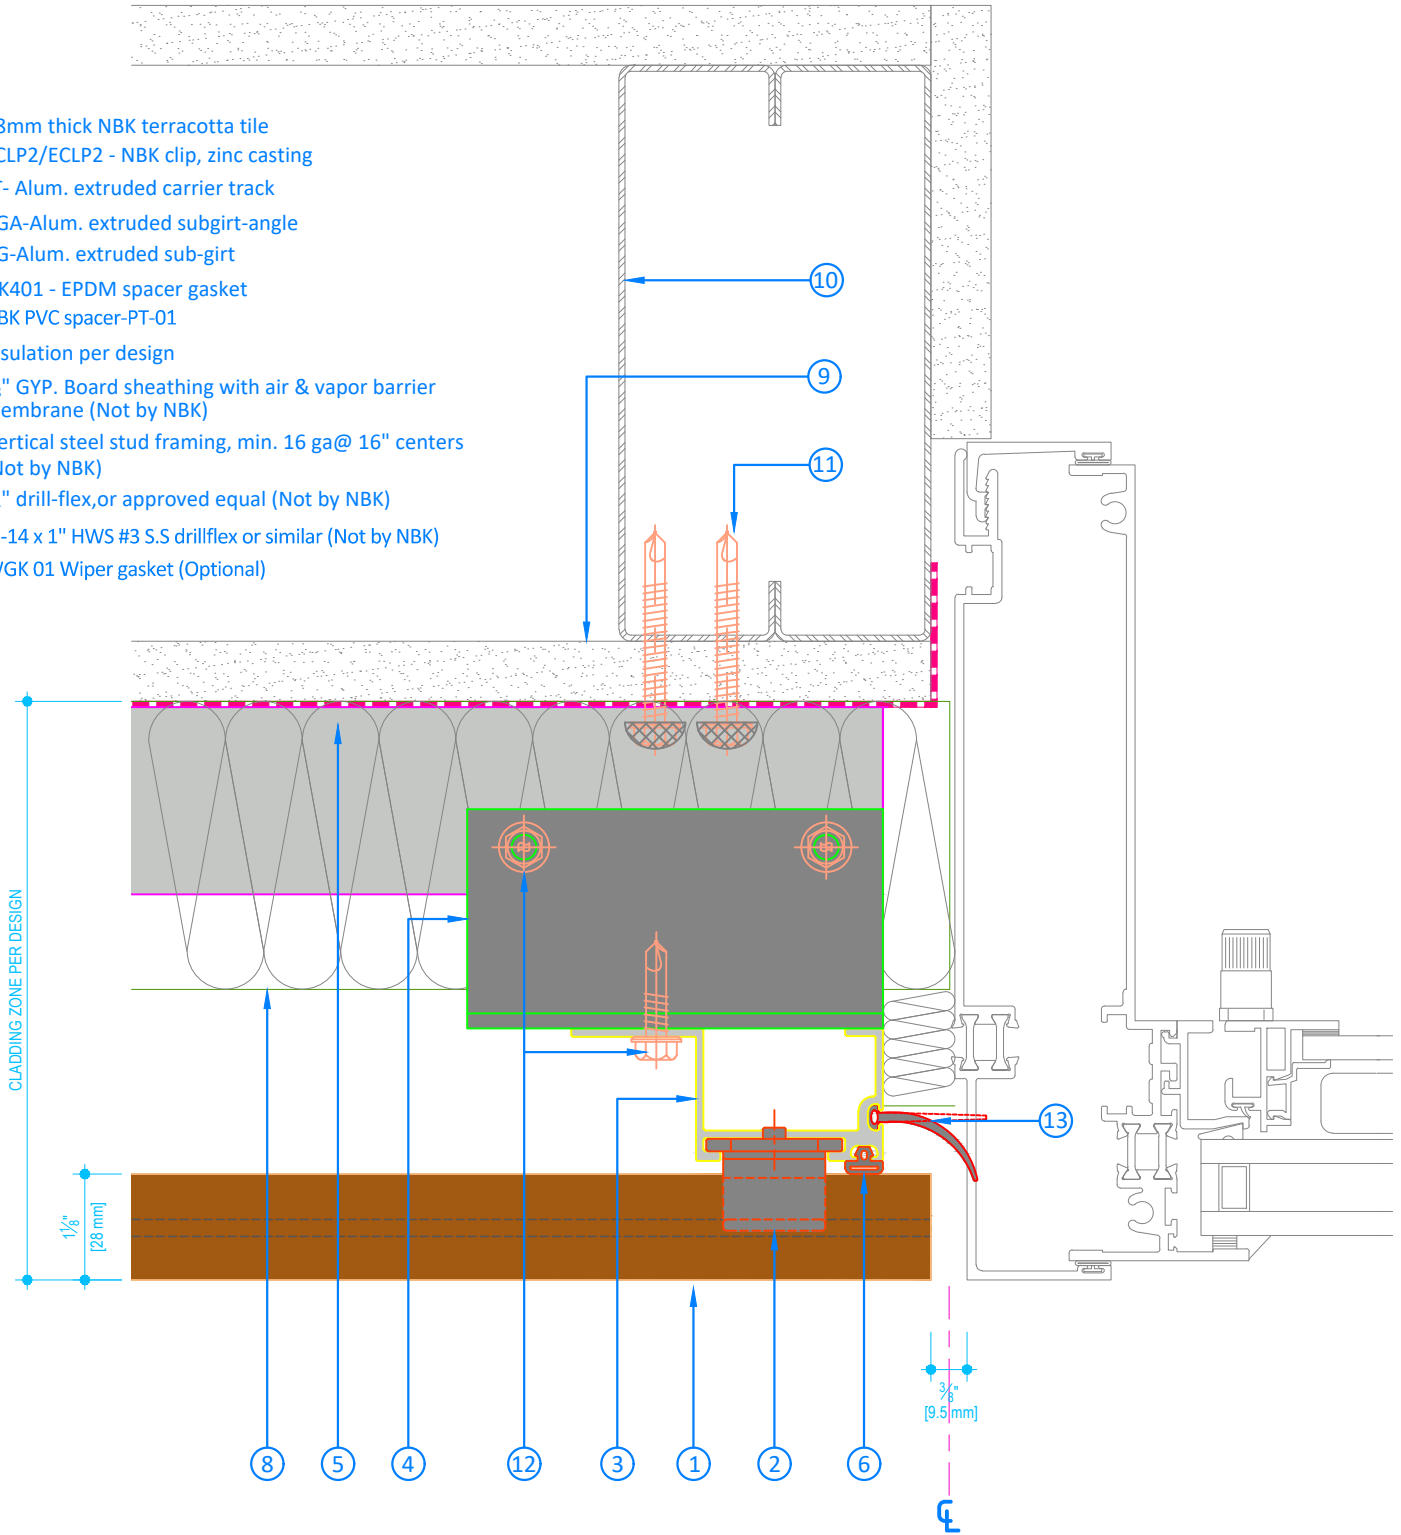 8mm thick NBK terracotta tile
CLP2/ECLP2 - NBK clip, zinc casting
T- Alum. extruded carrier track
GA-Alum. extruded subgirt-angle
G-Alum. extruded sub-girt
K401 - EPDM spacer gasket
BK PVC spacer-PT-01
sulation per design
" GYP. Board sheathing with air & vapor barrier
embrane (Not by NBK)
ertical steel stud framing, min. 16 ga@ 16" centers
Not by NBK)
" drill-flex,or approved equal (Not by NBK)
-14 x 1" HWS #3 S.S drillflex or similar (Not by NBK)
GK 01 Wiper gasket (Optional)
10
9
11
CLADDING ZONE PER DESIGN
13
1⅛"
[28 mm]
⅜"
[9.5 mm]
8
5
4
12
3
1
2
6
℄